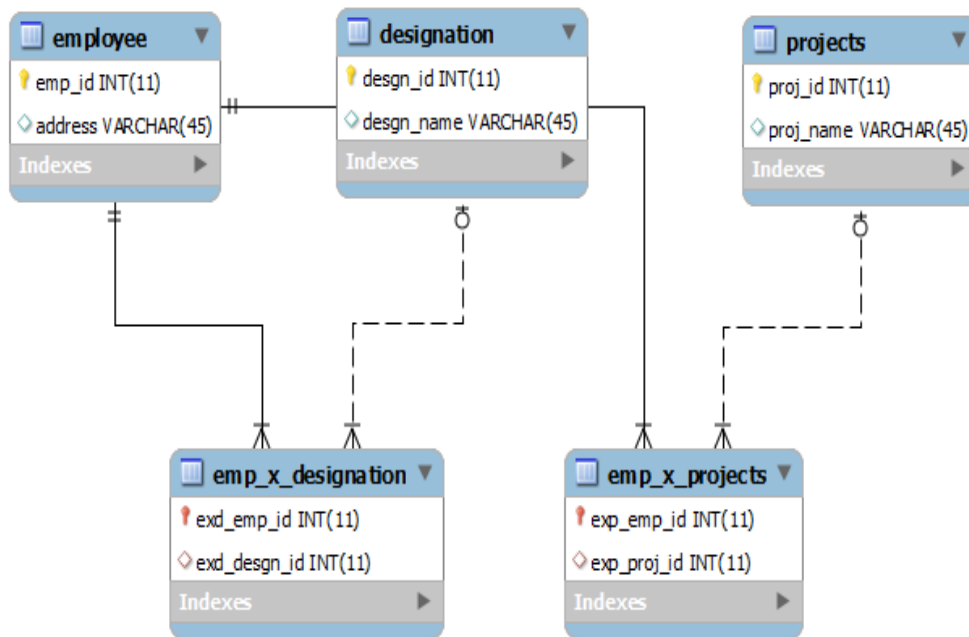 employee
emp_id INT(11)
address VARCHAR(45)
Indexes
designation
desgn_id INT(11)
desgn_name VARCHAR(45)
Indexes
projects
proj_id INT(11)
proj_name VARCHAR(45)
Indexes
emp_x_designation
exd_emp_id INT(11)
exd_desgn_id INT(11)
Indexes
emp_x_projects
exp_emp_id INT(11)
exp_proj_id INT(11)
Indexes